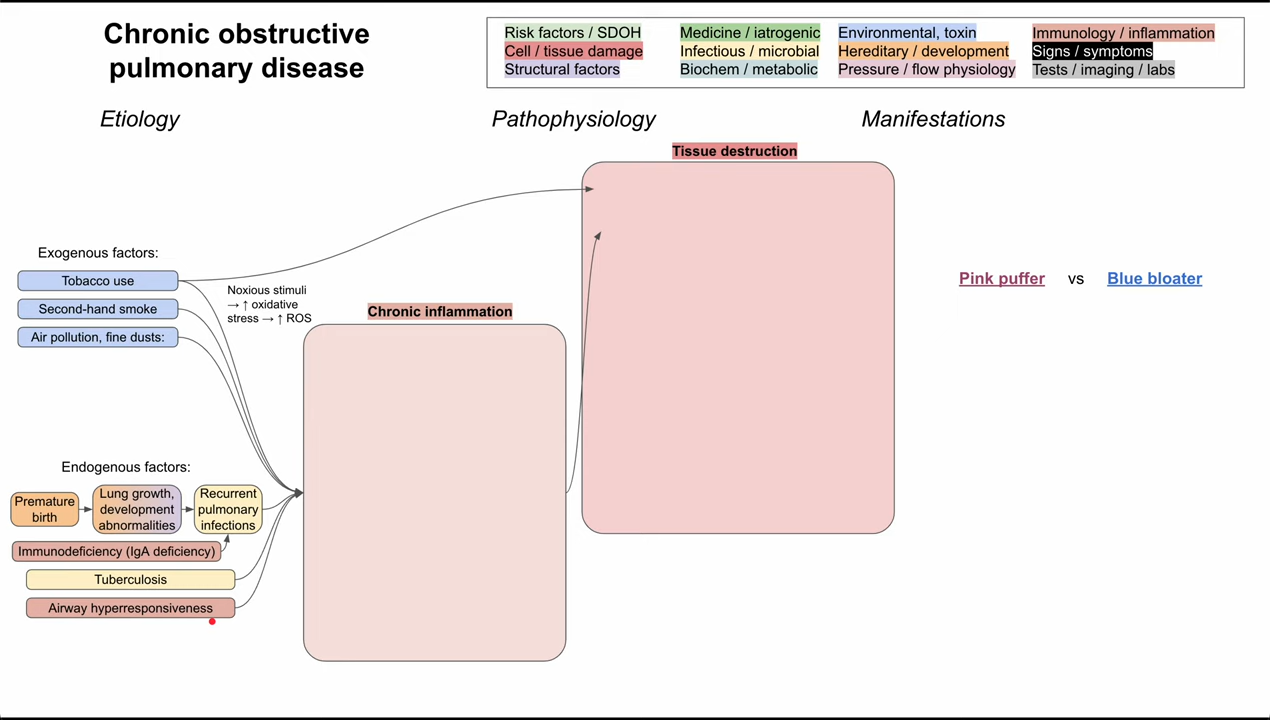 Chronic obstructive
pulmonary disease
Risk factors / SDOH
Cell / tissue damage
Structural factors
Medicine / iatrogenic
Infectious / microbial
Biochem / metabolic
Environmental, toxin
Hereditary / development
Pressure / flow physiology
Immunology / inflammation
Signs / symptoms
Tests / imaging / labs
Etiology
Pathophysiology
Manifestations
Tissue destruction
Exogenous factors:
Tobacco use
Second-hand smoke
Air pollution, fine dusts:
Noxious stimuli
→ ↑ oxidative
stress → ↑ ROS
Chronic inflammation
Pink puffer vs Blue bloater
Endogenous factors:
Premature
birth
Lung growth,
development
abnormalities
Recurrent
pulmonary
infections
Immunodeficiency (IgA deficiency)
Tuberculosis
Airway hyperresponsiveness